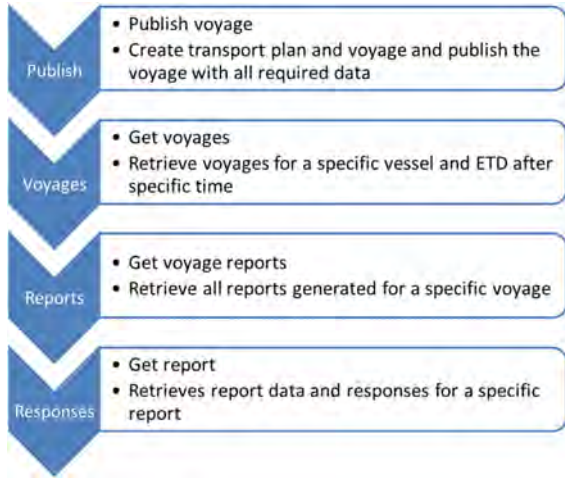 Publish
• Publish voyage
• Create transport plan and voyage and publish the
voyage with all required data
Voyages
• Get voyages
• Retrieve voyages for a specific vessel and ETD after
specific time
Reports
• Get voyage reports
• Retrieve all reports generated for a specific voyage
Responses
• Get report
• Retrieves report data and responses for a specific
report